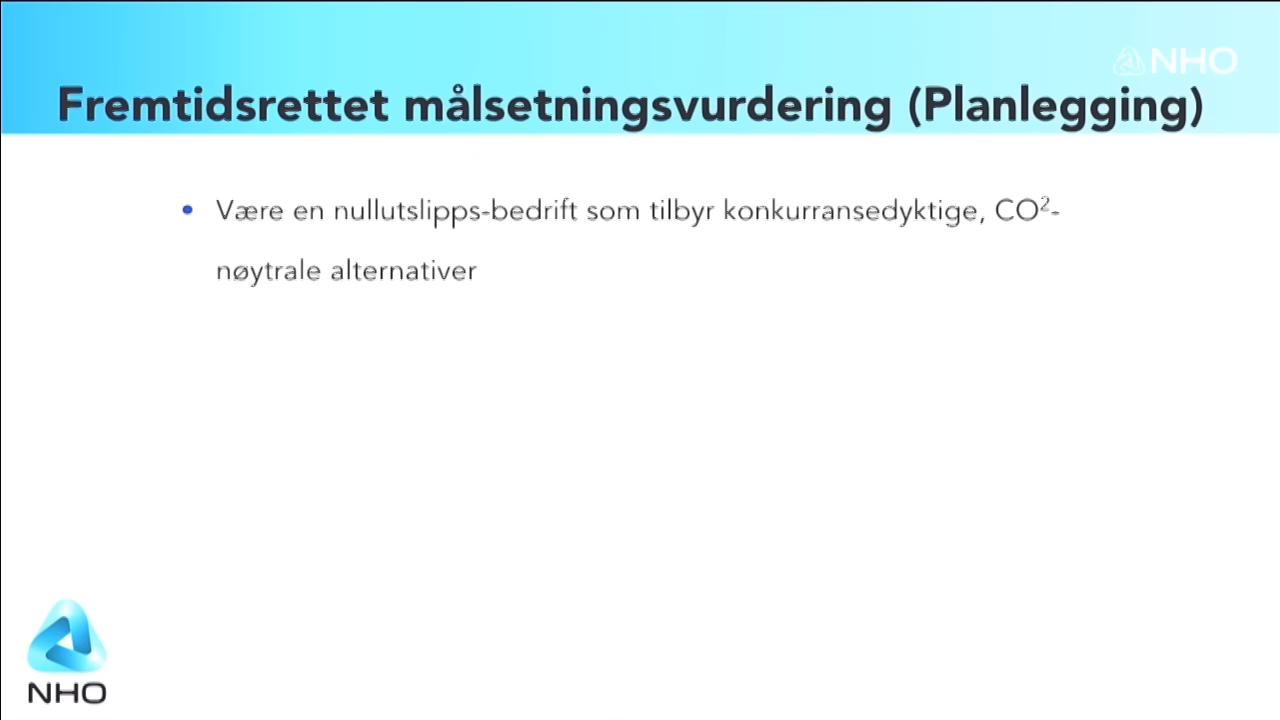 NHO
Fremtidsrettet målsetningsvurdering (Planlegging)
• Være en nullutslipps-bedrift som tilbyr konkurransedyktige, CO²-
nøytrale alternativer
NHO